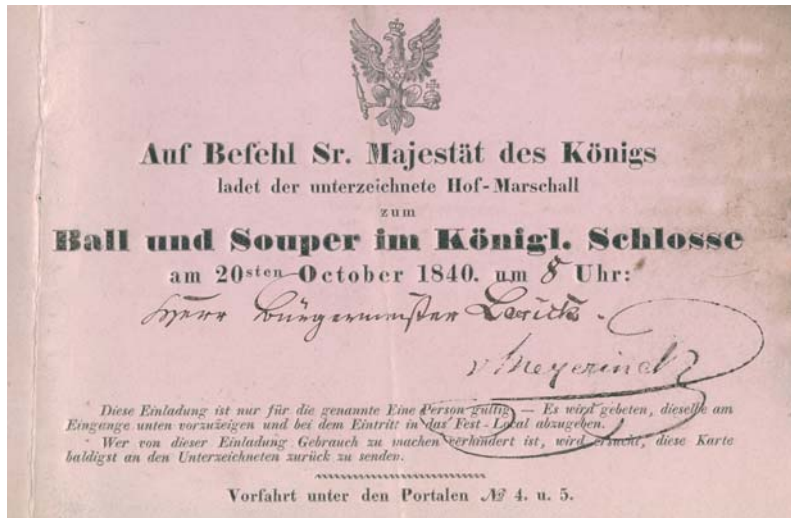 Auf Befehl Sr. Majestät des Königs
ladet der unterzeichnete Hof-Marschall
zum
Ball und Souper im Königl. Schlosse
am 20sten October 1840. um 8 Uhr:
Herr Bürgermeister
v Meyerinck
Diese Einladung ist nur für die genannte Eine Person gültig. — Es wird gebeten, dieselbe am
Eingange unten vorzuzeigen und bei dem Eintritt in das Fest-Local abzugeben.
Wer von dieser Einladung Gebrauch zu machen verhindert ist, wird ersucht, diese Karte
baldigst an den Unterzeichneten zurück zu senden.
Vorfahrt unter den Portalen № 4. u. 5.